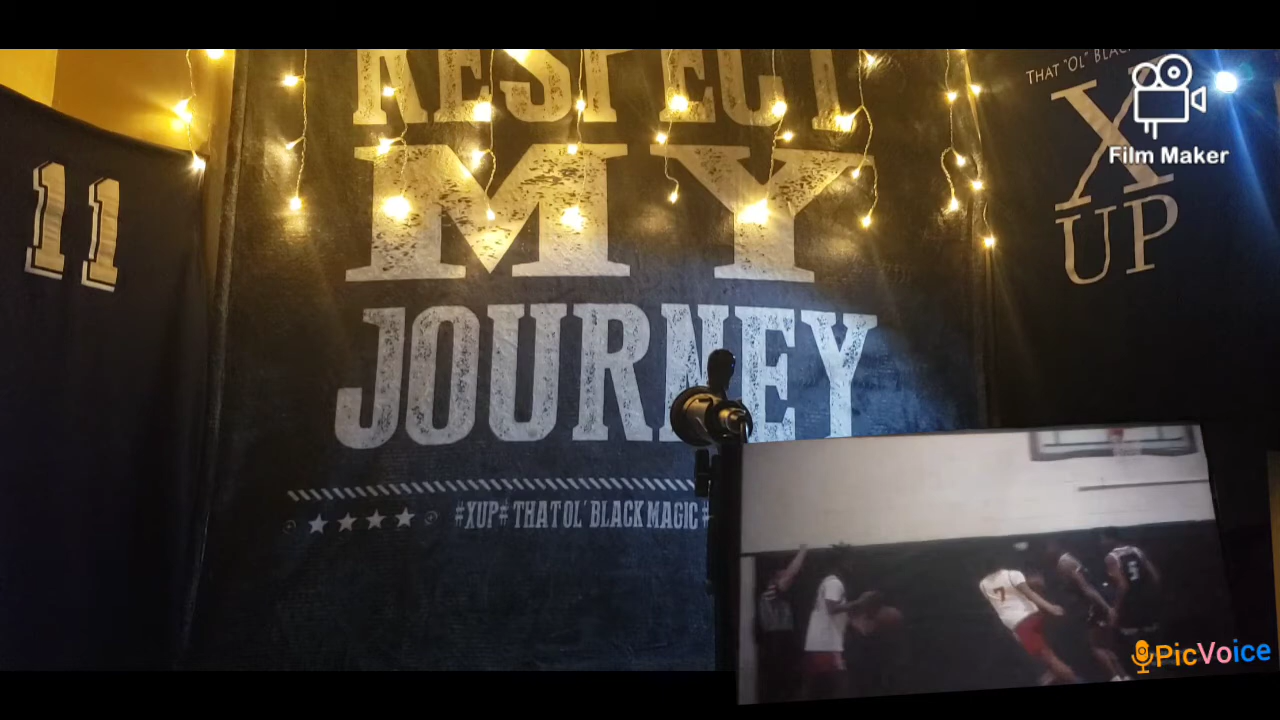 RESPECT
MY
JOURNEY
#XUP# THAT OL' BLACK MAGIC #
11
THAT "OL" BLAC
X
UP
Film Maker
7
5
PicVoice